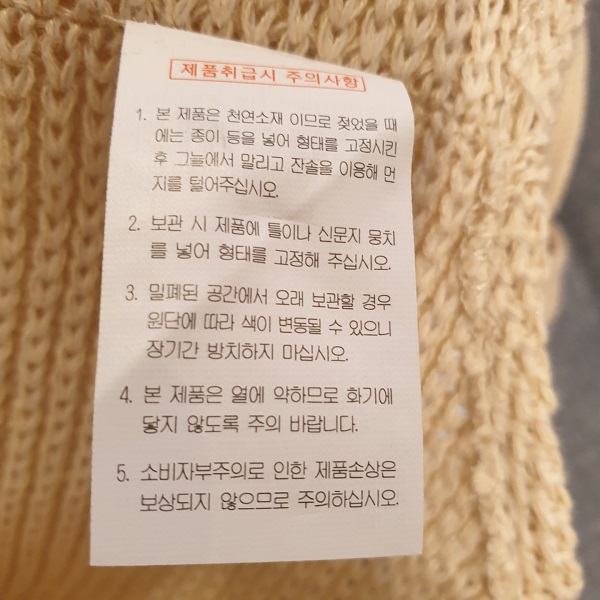 제품취급시 주의사항
1. 본 제품은 천연소재 이므로 젖었을 때
에는 종이 등을 넣어 형태를 고정시킨
후 그늘에서 말리고 잔솔을 이용해 먼
지를 털어주십시오.
2. 보관 시 제품에 틀이나 신문지 뭉치
를 넣어 형태를 고정해 주십시오.
3. 밀폐된 공간에서 오래 보관할 경우
원단에 따라 색이 변동될 수 있으니
장기간 방치하지 마십시오.
4. 본 제품은 열에 약하므로 화기에
닿지 않도록 주의 바랍니다.
5. 소비자부주의로 인한 제품손상은
보상되지 않으므로 주의하십시오.